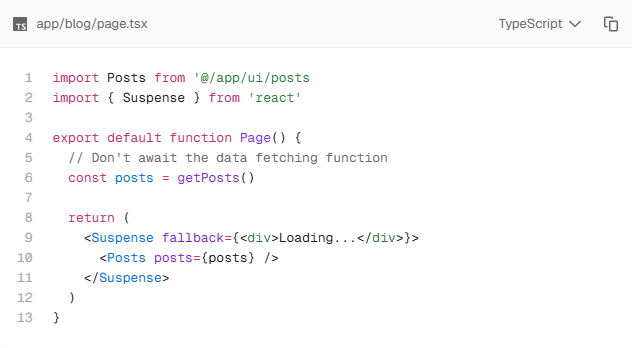 TS app/blog/page.tsx TypeScript
1 import Posts from '@/app/ui/posts
2 import { Suspense } from 'react'
3
4 export default function Page() {
5   // Don't await the data fetching function
6   const posts = getPosts()
7
8   return (
9     <Suspense fallback={<div>Loading...</div>}>
10       <Posts posts={posts} />
11     </Suspense>
12   )
13 }